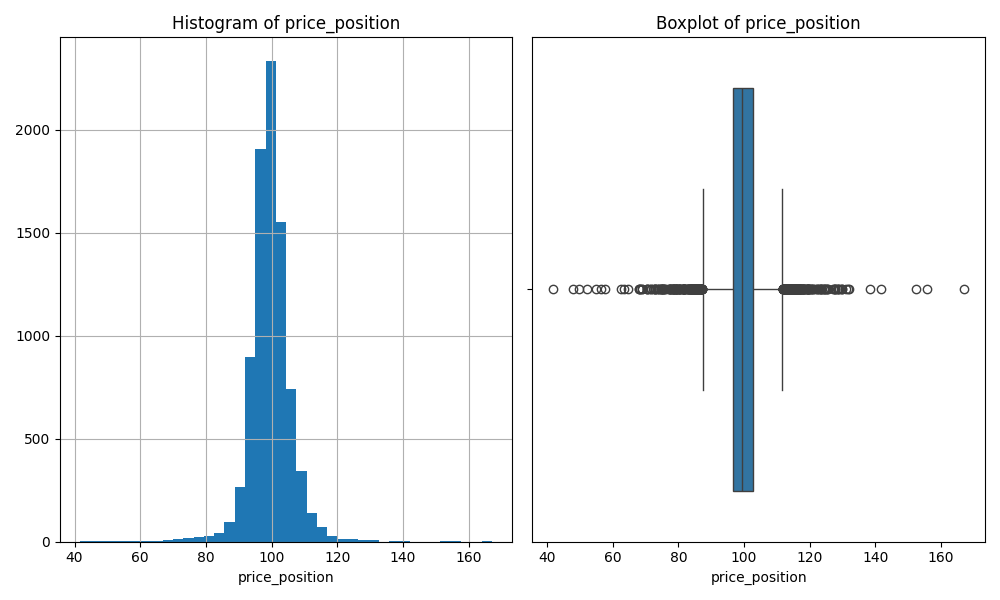 Histogram of price_position
2000
1500
1000
500
0
40 60 80 100 120 140 160
price_position
Boxplot of price_position
40 60 80 100 120 140 160
price_position